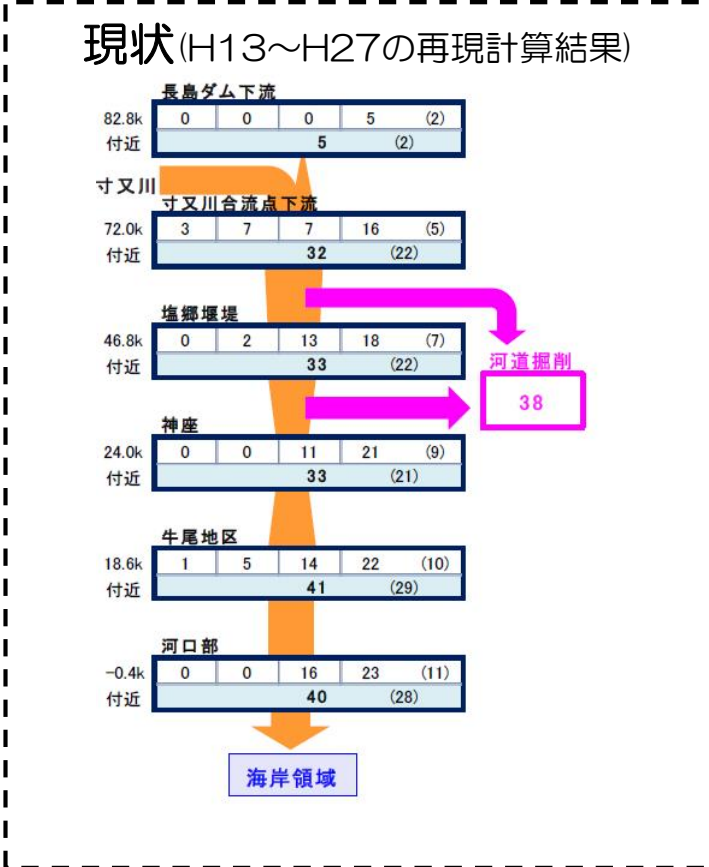 現状(H13～H27の再現計算結果)
長島ダム下流
82.8k 0 0 0 5 (2)
付近 5 (2)
寸又川
寸又川合流点下流
72.0k 3 7 7 16 (5)
付近 32 (22)
塩郷堰堤
46.8k 0 2 13 18 (7)
付近 33 (22)
河道掘削
38
神座
24.0k 0 0 11 21 (9)
付近 33 (21)
牛尾地区
18.6k 1 5 14 22 (10)
付近 41 (29)
河口部
-0.4k 0 0 16 23 (11)
付近 40 (28)
海岸領域